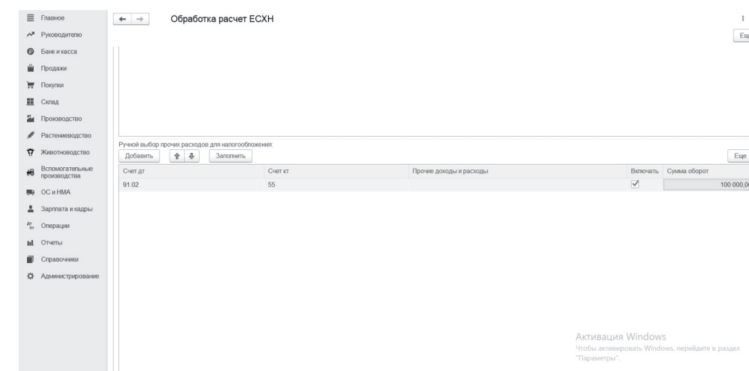 Главное
Обработка расчет ЕСХН
Руководителю
Банк и касса
Продажи
Покупки
Склад
Производство
Растениеводство
Животноводство
Вспомогательные
производства
ОС и НМА
Зарплата и кадры
Операции
Отчеты
Справочники
Администрирование
Ручной выбор прочих расходов для налогообложения:
Добавить
Заполнить
Еще
Счет дт
Счет кт
Прочие доходы и расходы
Включать
Сумма оборот
91.02
55
100 000,0
Активация Windows
Чтобы активировать Windows, перейдите в раздел
"Параметры".